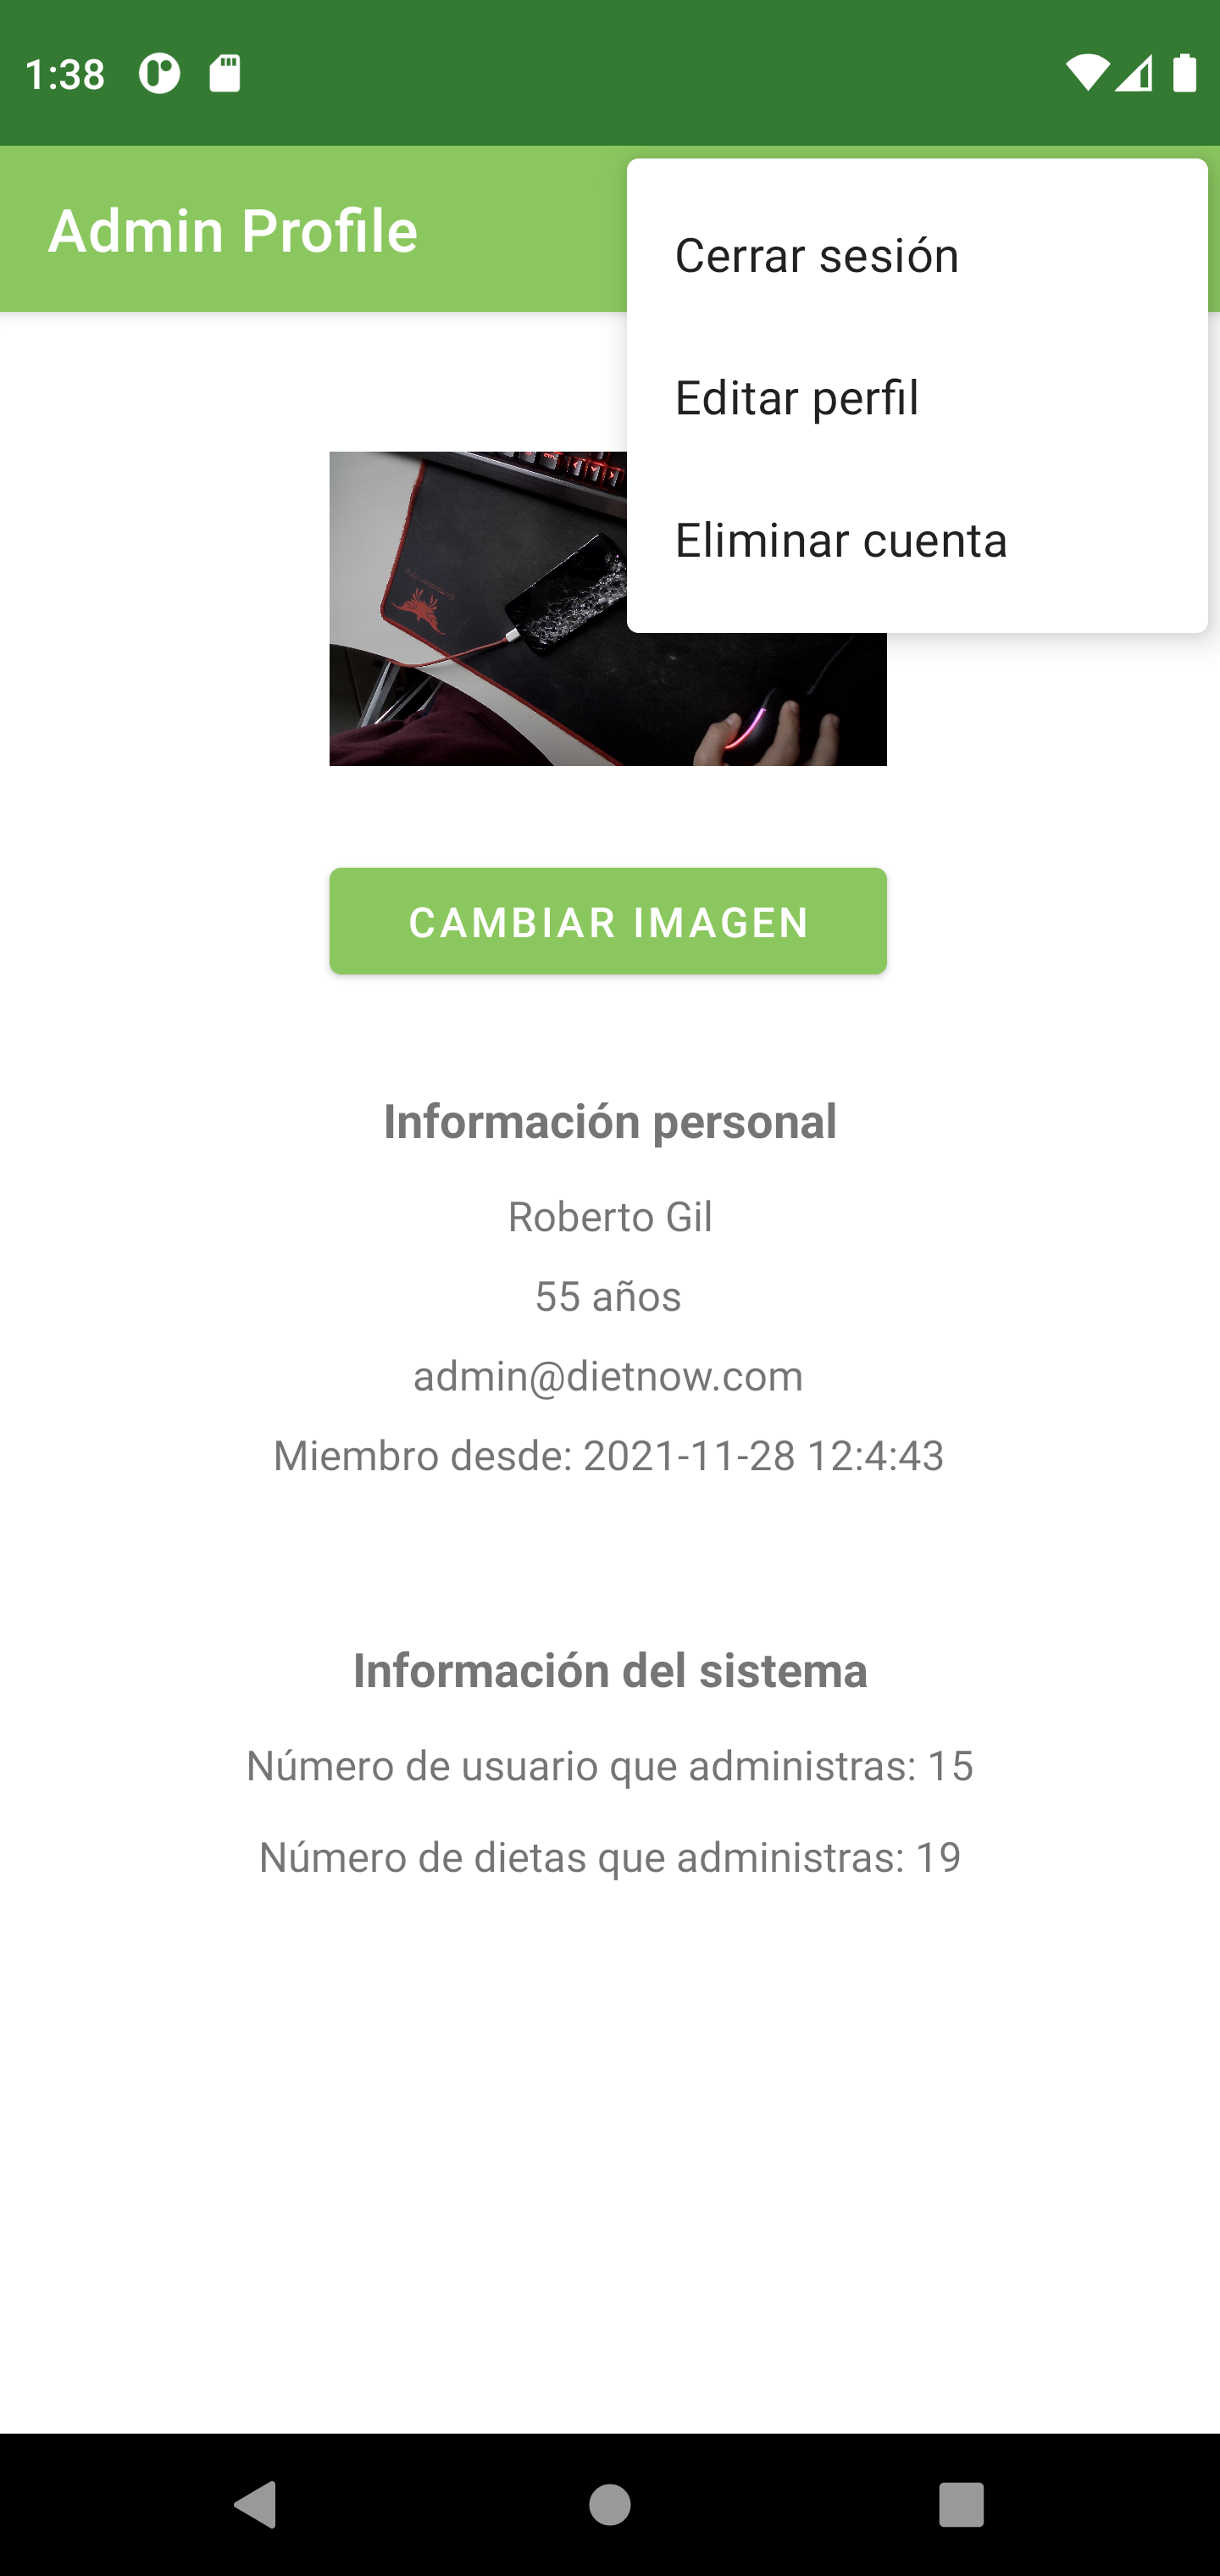 1:38
Admin Profile
Cerrar sesión
Editar perfil
Eliminar cuenta
CAMBIAR IMAGEN
Información personal
Roberto Gil
55 años
admin@dietnow.com
Miembro desde: 2021-11-28 12:4:43
Información del sistema
Número de usuario que administras: 15
Número de dietas que administras: 19